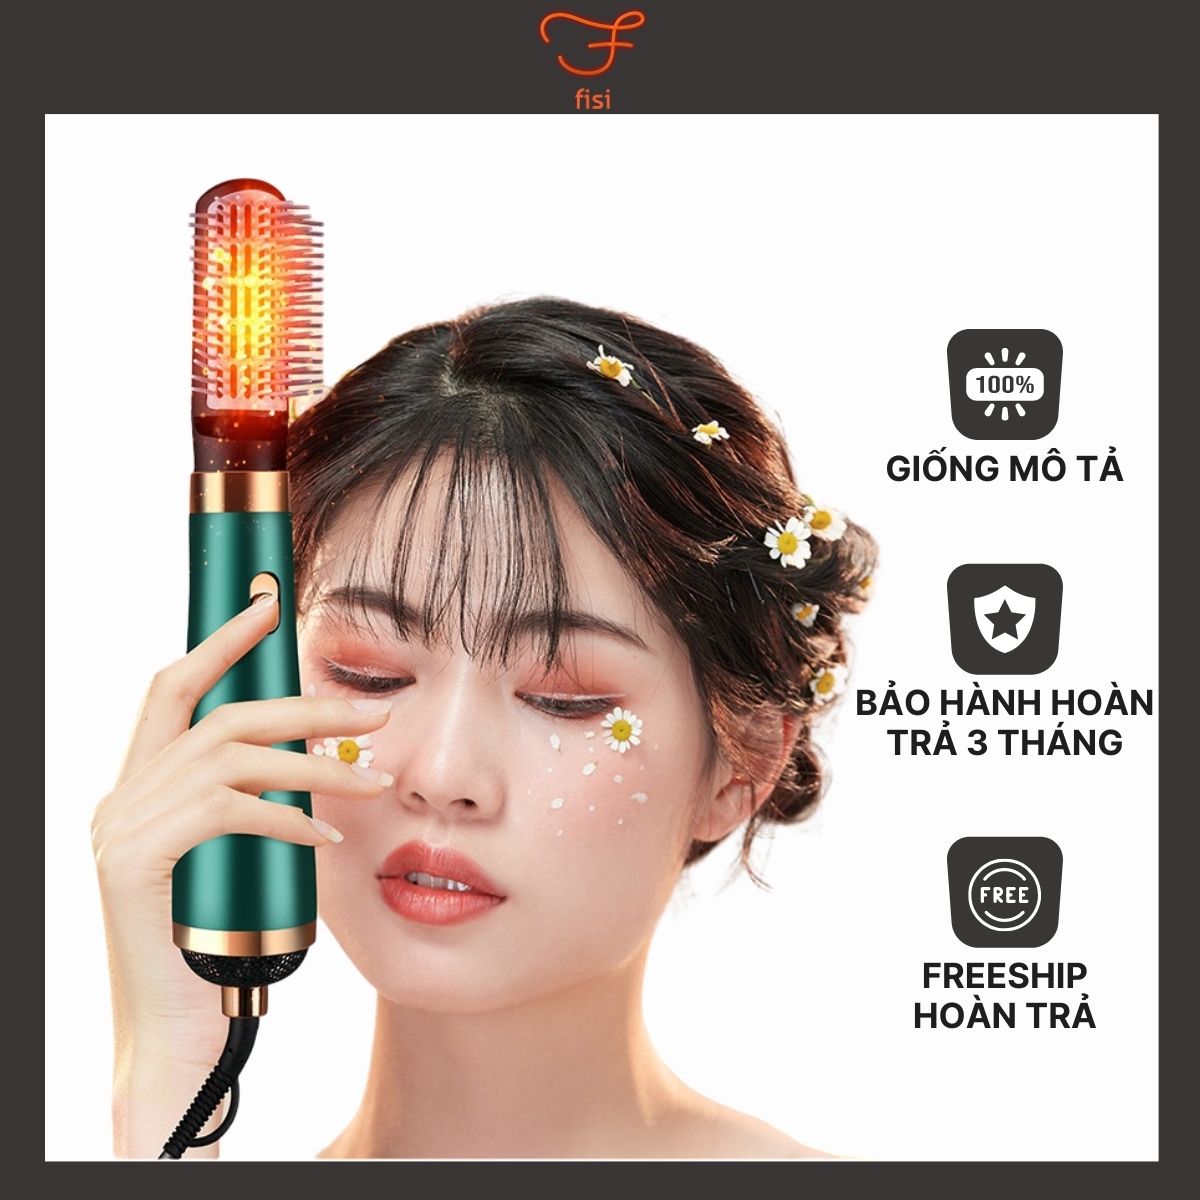 fisi
100%
GIỐNG MÔ TẢ
BẢO HÀNH HOÀN
TRẢ 3 THÁNG
FREE
FREESHIP
HOÀN TRẢ